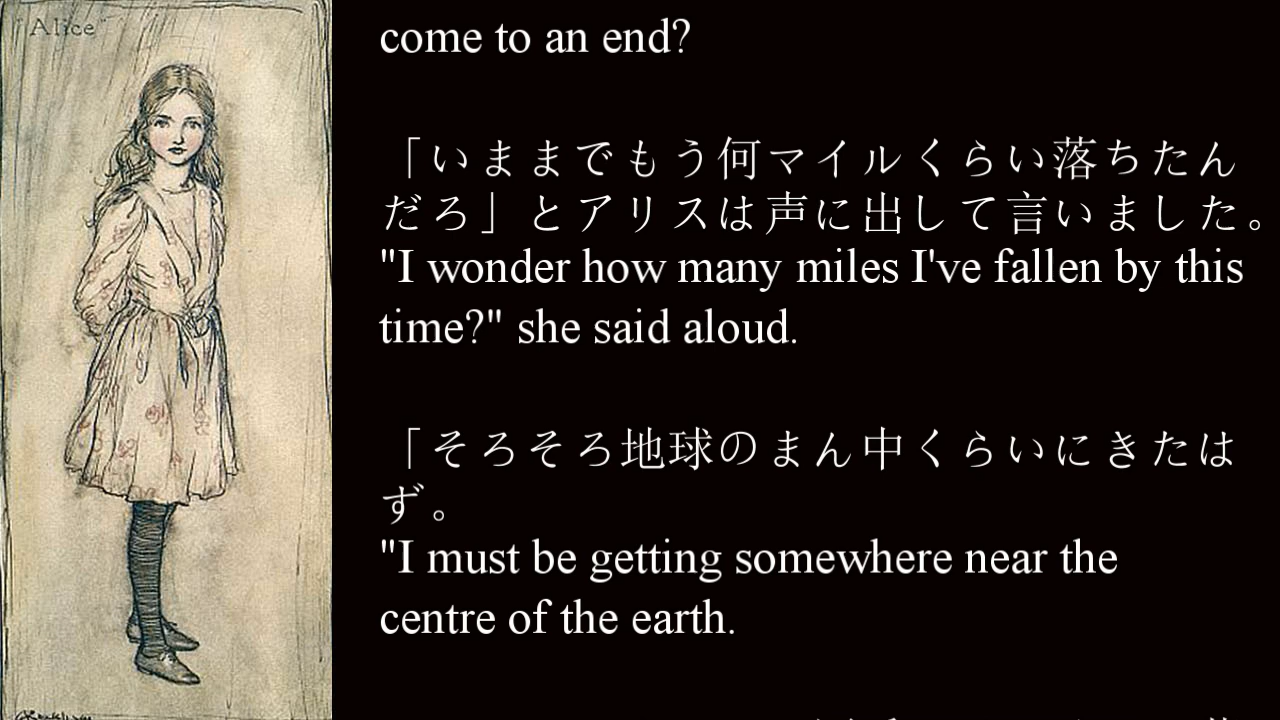 "Alice"
come to an end?
「いままでもう何マイルくらい落ちたん
だろ」とアリスは声に出して言いました。
"I wonder how many miles I've fallen by this
time?" she said aloud.
「そろそろ地球のまん中くらいにきたは
ず。
"I must be getting somewhere near the
centre of the earth.